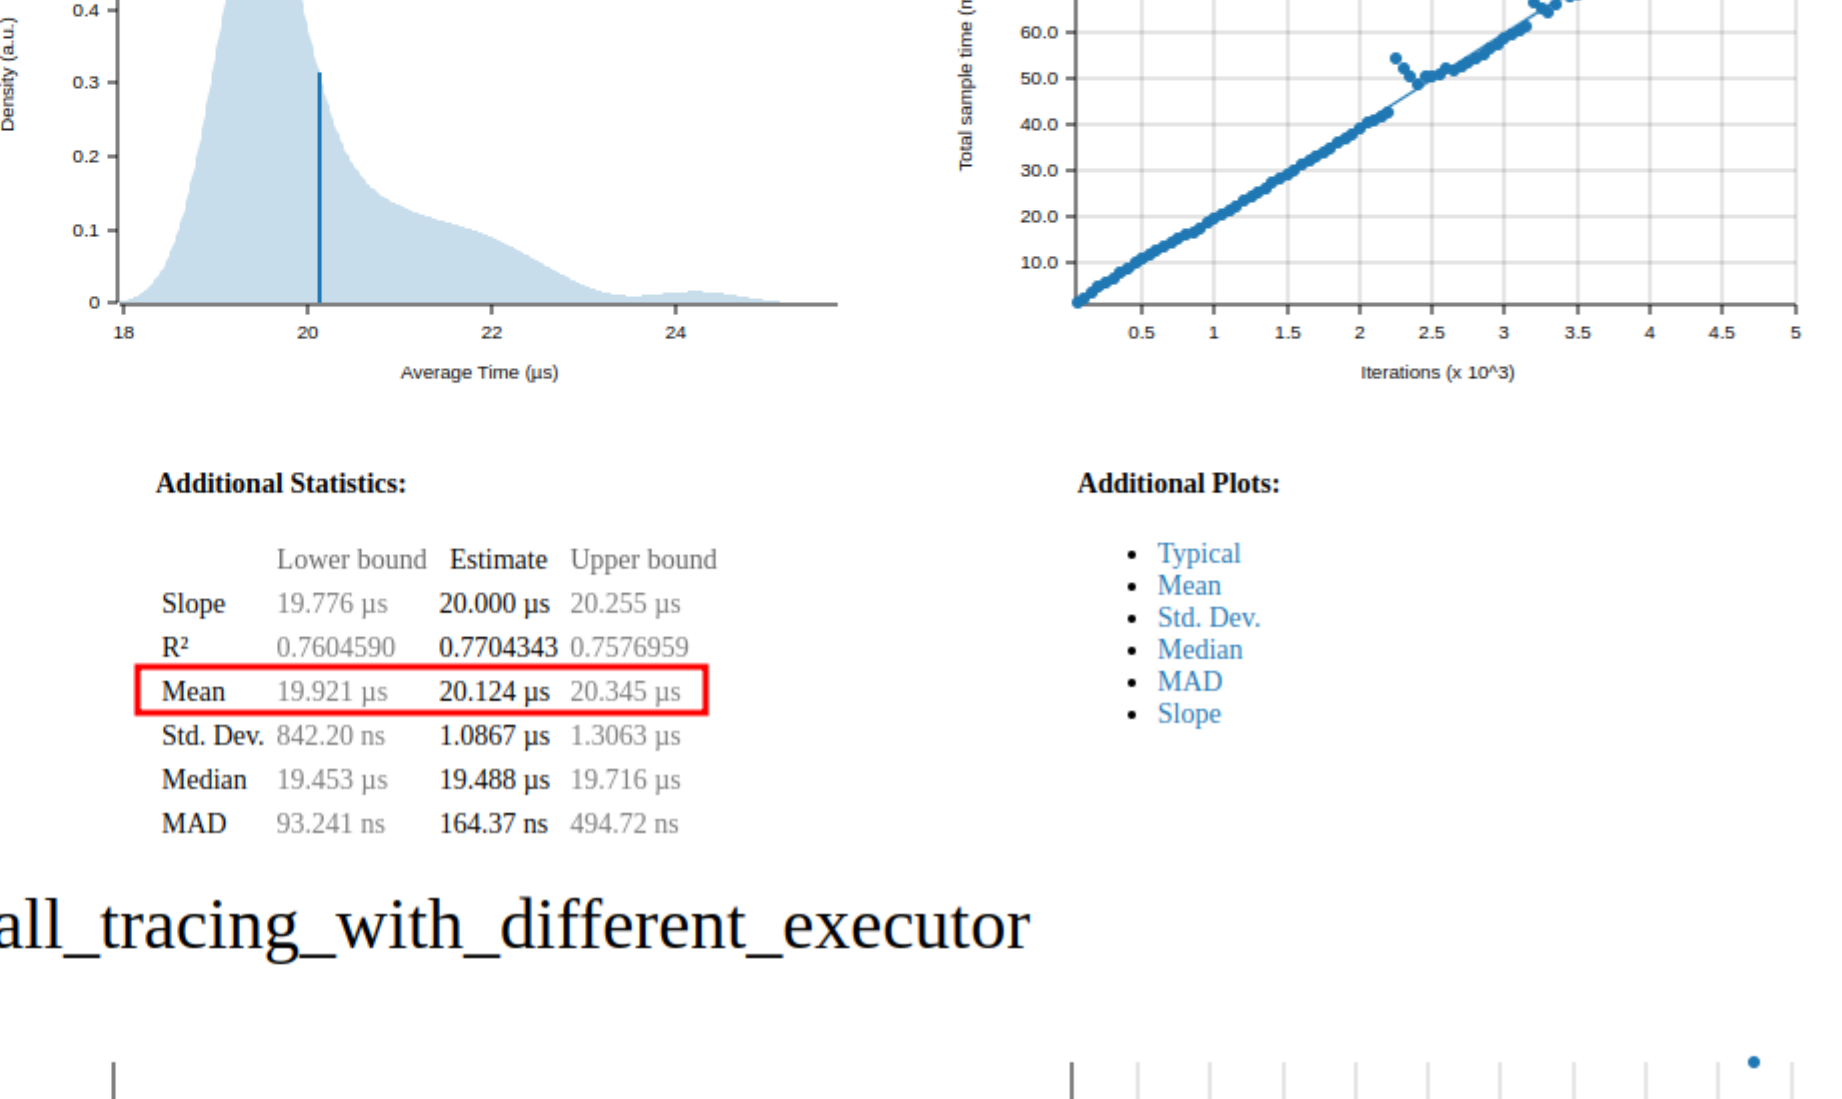 Density (a.u.)
0.4
0.3
0.2
0.1
0
18 20 22 24
Average Time (µs)
Total sample time
60.0
50.0
40.0
30.0
20.0
10.0
0.5 1 1.5 2 2.5 3 3.5 4 4.5 5
Iterations (x 10^3)
Additional Statistics:
Lower bound Estimate Upper bound
Slope 19.776 µs 20.000 µs 20.255 µs
R² 0.7604590 0.7704343 0.7576959
Mean 19.921 µs 20.124 µs 20.345 µs
Std. Dev. 842.20 ns 1.0867 µs 1.3063 µs
Median 19.453 µs 19.488 µs 19.716 µs
MAD 93.241 ns 164.37 ns 494.72 ns
Additional Plots:
Typical
Mean
Std. Dev.
Median
MAD
Slope
all_tracing_with_different_executor